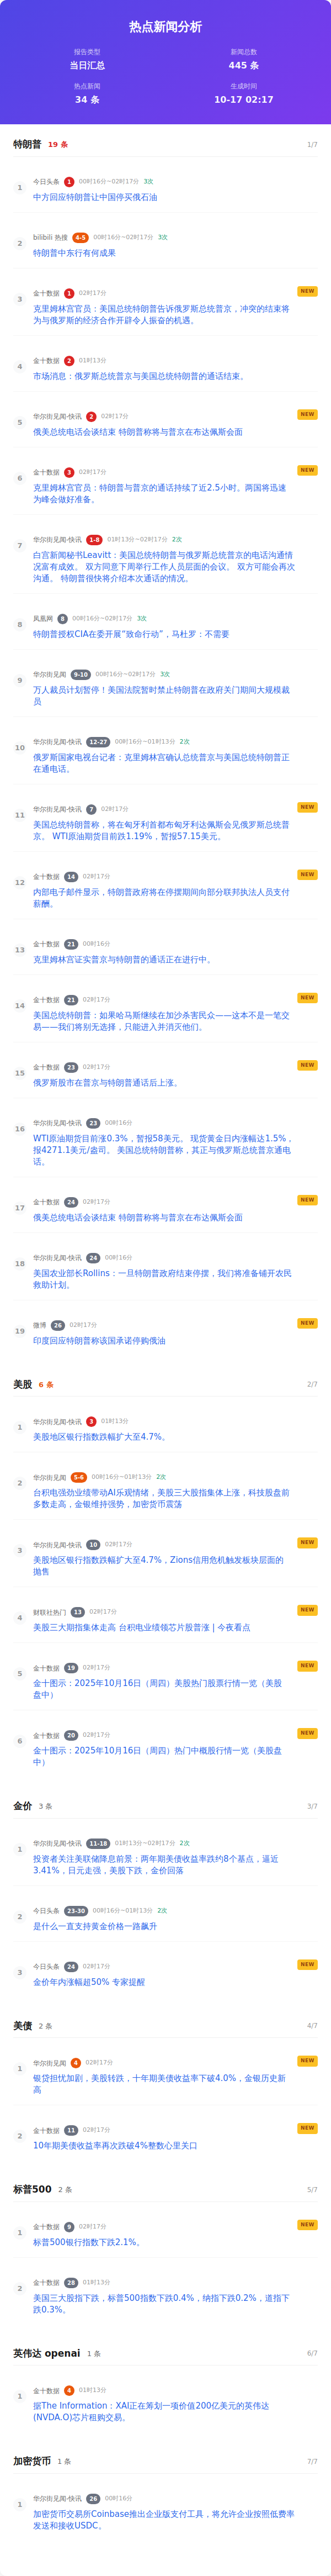 热点新闻分析
报告类型
当日汇总
新闻总数
445 条
热点新闻
34 条
生成时间
10-17 02:17
特朗普 19 条 1/7
1 今日头条 1 00时16分~02时17分 3次
中方回应特朗普让中国停买俄石油
2 bilibili 热搜 4-5 00时16分~02时17分 3次
特朗普中东行有何成果
3 金十数据 1 02时17分 NEW
克里姆林宫官员：美国总统特朗普告诉俄罗斯总统普京，冲突的结束将
为与俄罗斯的经济合作开辟令人振奋的机遇。
4 金十数据 2 01时13分
市场消息：俄罗斯总统普京与美国总统特朗普的通话结束。
5 华尔街见闻-快讯 2 02时17分 NEW
俄美总统电话会谈结束 特朗普称将与普京在布达佩斯会面
6 金十数据 3 02时17分 NEW
克里姆林宫官员：特朗普与普京的通话持续了近2.5小时。两国将迅速
为峰会做好准备。
7 华尔街见闻-快讯 1-8 01时13分~02时17分 2次
白宫新闻秘书Leavitt：美国总统特朗普与俄罗斯总统普京的电话沟通情
况富有成效。 双方同意下周举行工作人员层面的会议。 双方可能会再次
沟通。 特朗普很快将介绍本次通话的情况。
8 凤凰网 8 00时16分~02时17分 3次
特朗普授权CIA在委开展“致命行动”，马杜罗：不需要
9 华尔街见闻 9-10 00时16分~02时17分 3次
万人裁员计划暂停！美国法院暂时禁止特朗普在政府关门期间大规模裁
员
10 华尔街见闻-快讯 12-27 00时16分~01时13分 2次
俄罗斯国家电视台记者：克里姆林宫确认总统普京与美国总统特朗普正
在通电话。
11 华尔街见闻-快讯 7 02时17分 NEW
美国总统特朗普称，将在匈牙利首都布匈牙利达佩斯会见俄罗斯总统普
京。 WTI原油期货目前跌1.19%，暂报57.15美元。
12 金十数据 14 02时17分 NEW
内部电子邮件显示，特朗普政府将在停摆期间向部分联邦执法人员支付
薪酬。
13 金十数据 21 00时16分
克里姆林宫证实普京与特朗普的通话正在进行中。
14 金十数据 21 02时17分 NEW
美国总统特朗普：如果哈马斯继续在加沙杀害民众——这本不是一笔交
易——我们将别无选择，只能进入并消灭他们。
15 金十数据 23 02时17分 NEW
俄罗斯股市在普京与特朗普通话后上涨。
16 华尔街见闻-快讯 23 00时16分
WTI原油期货目前涨0.3%，暂报58美元。 现货黄金日内涨幅达1.5%，
报4271.1美元/盎司。 美国总统特朗普称，其正与俄罗斯总统普京通电
话。
17 金十数据 24 02时17分 NEW
俄美总统电话会谈结束 特朗普称将与普京在布达佩斯会面
18 华尔街见闻-快讯 24 00时16分
美国农业部长Rollins：一旦特朗普政府结束停摆，我们将准备铺开农民
救助计划。
19 微博 26 02时17分 NEW
印度回应特朗普称该国承诺停购俄油
美股 6 条 2/7
1 华尔街见闻-快讯 3 01时13分
美股地区银行指数跌幅扩大至4.7%。
2 华尔街见闻 5-6 00时16分~01时13分 2次
台积电强劲业绩带动AI乐观情绪，美股三大股指集体上涨，科技股盘前
多数走高，金银维持强势，加密货币震荡
3 华尔街见闻-快讯 10 02时17分 NEW
美股地区银行指数跌幅扩大至4.7%，Zions信用危机触发板块层面的
抛售
4 财联社热门 13 02时17分 NEW
美股三大期指集体走高 台积电业绩领芯片股普涨 | 今夜看点
5 金十数据 19 02时17分 NEW
金十图示：2025年10月16日（周四）美股热门股票行情一览（美股
盘中）
6 金十数据 20 02时17分 NEW
金十图示：2025年10月16日（周四）热门中概股行情一览（美股盘
中）
金价 3 条 3/7
1 华尔街见闻-快讯 11-18 01时13分~02时17分 2次
投资者关注美联储降息前景：两年期美债收益率跌约8个基点，逼近
3.41%，日元走强，美股下跌，金价回落
2 今日头条 23-30 00时16分~01时13分 2次
是什么一直支持黄金价格一路飙升
3 今日头条 24 02时17分 NEW
金价年内涨幅超50% 专家提醒
美债 2 条 4/7
1 华尔街见闻 4 02时17分 NEW
银贷担忧加剧，美股转跌，十年期美债收益率下破4.0%，金银历史新
高
2 金十数据 11 02时17分 NEW
10年期美债收益率再次跌破4%整数心里关口
标普500 2 条 5/7
1 金十数据 9 02时17分 NEW
标普500银行指数下跌2.1%。
2 金十数据 28 01时13分
美国三大股指下跌，标普500指数下跌0.4%，纳指下跌0.2%，道指下
跌0.3%。
英伟达 openai 1 条 6/7
1 金十数据 4 01时13分
据The Information：XAI正在筹划一项价值200亿美元的英伟达
(NVDA.O)芯片租购交易。
加密货币 1 条 7/7
1 华尔街见闻-快讯 26 00时16分
加密货币交易所Coinbase推出企业版支付工具，将允许企业按照低费率
发送和接收USDC。